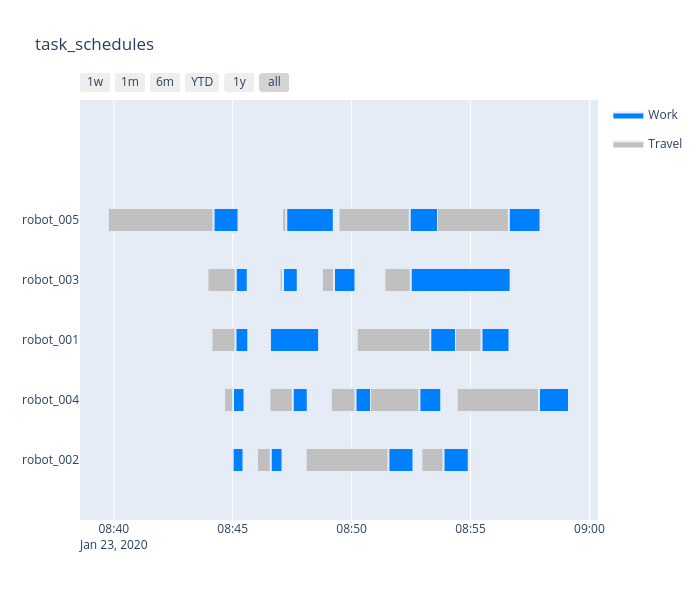 task_schedules
1w 1m 6m YTD 1y all
Work
Travel
robot_005
robot_003
robot_001
robot_004
robot_002
08:40 08:45 08:50 08:55 09:00
Jan 23, 2020